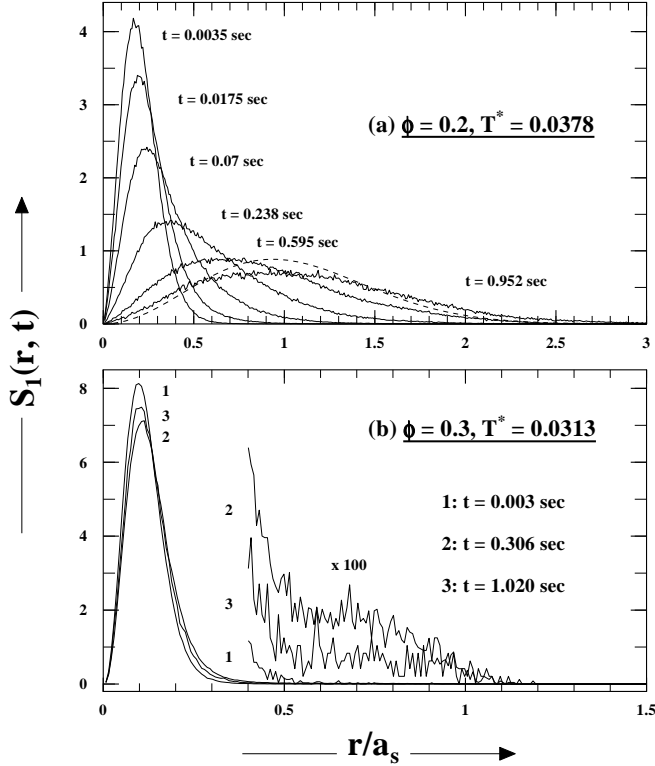 S1(r, t)
4
3
2
1
0
t = 0.0035 sec
t = 0.0175 sec
t = 0.07 sec
t = 0.238 sec
t = 0.595 sec
t = 0.952 sec
(a) ϕ = 0.2, T* = 0.0378
0 0.5 1 1.5 2 2.5 3
8
6
4
2
0
1
3
2
(b) ϕ = 0.3, T* = 0.0313
2
3
1
x 100
1: t = 0.003 sec
2: t = 0.306 sec
3: t = 1.020 sec
0 0.5 1 1.5
r/as